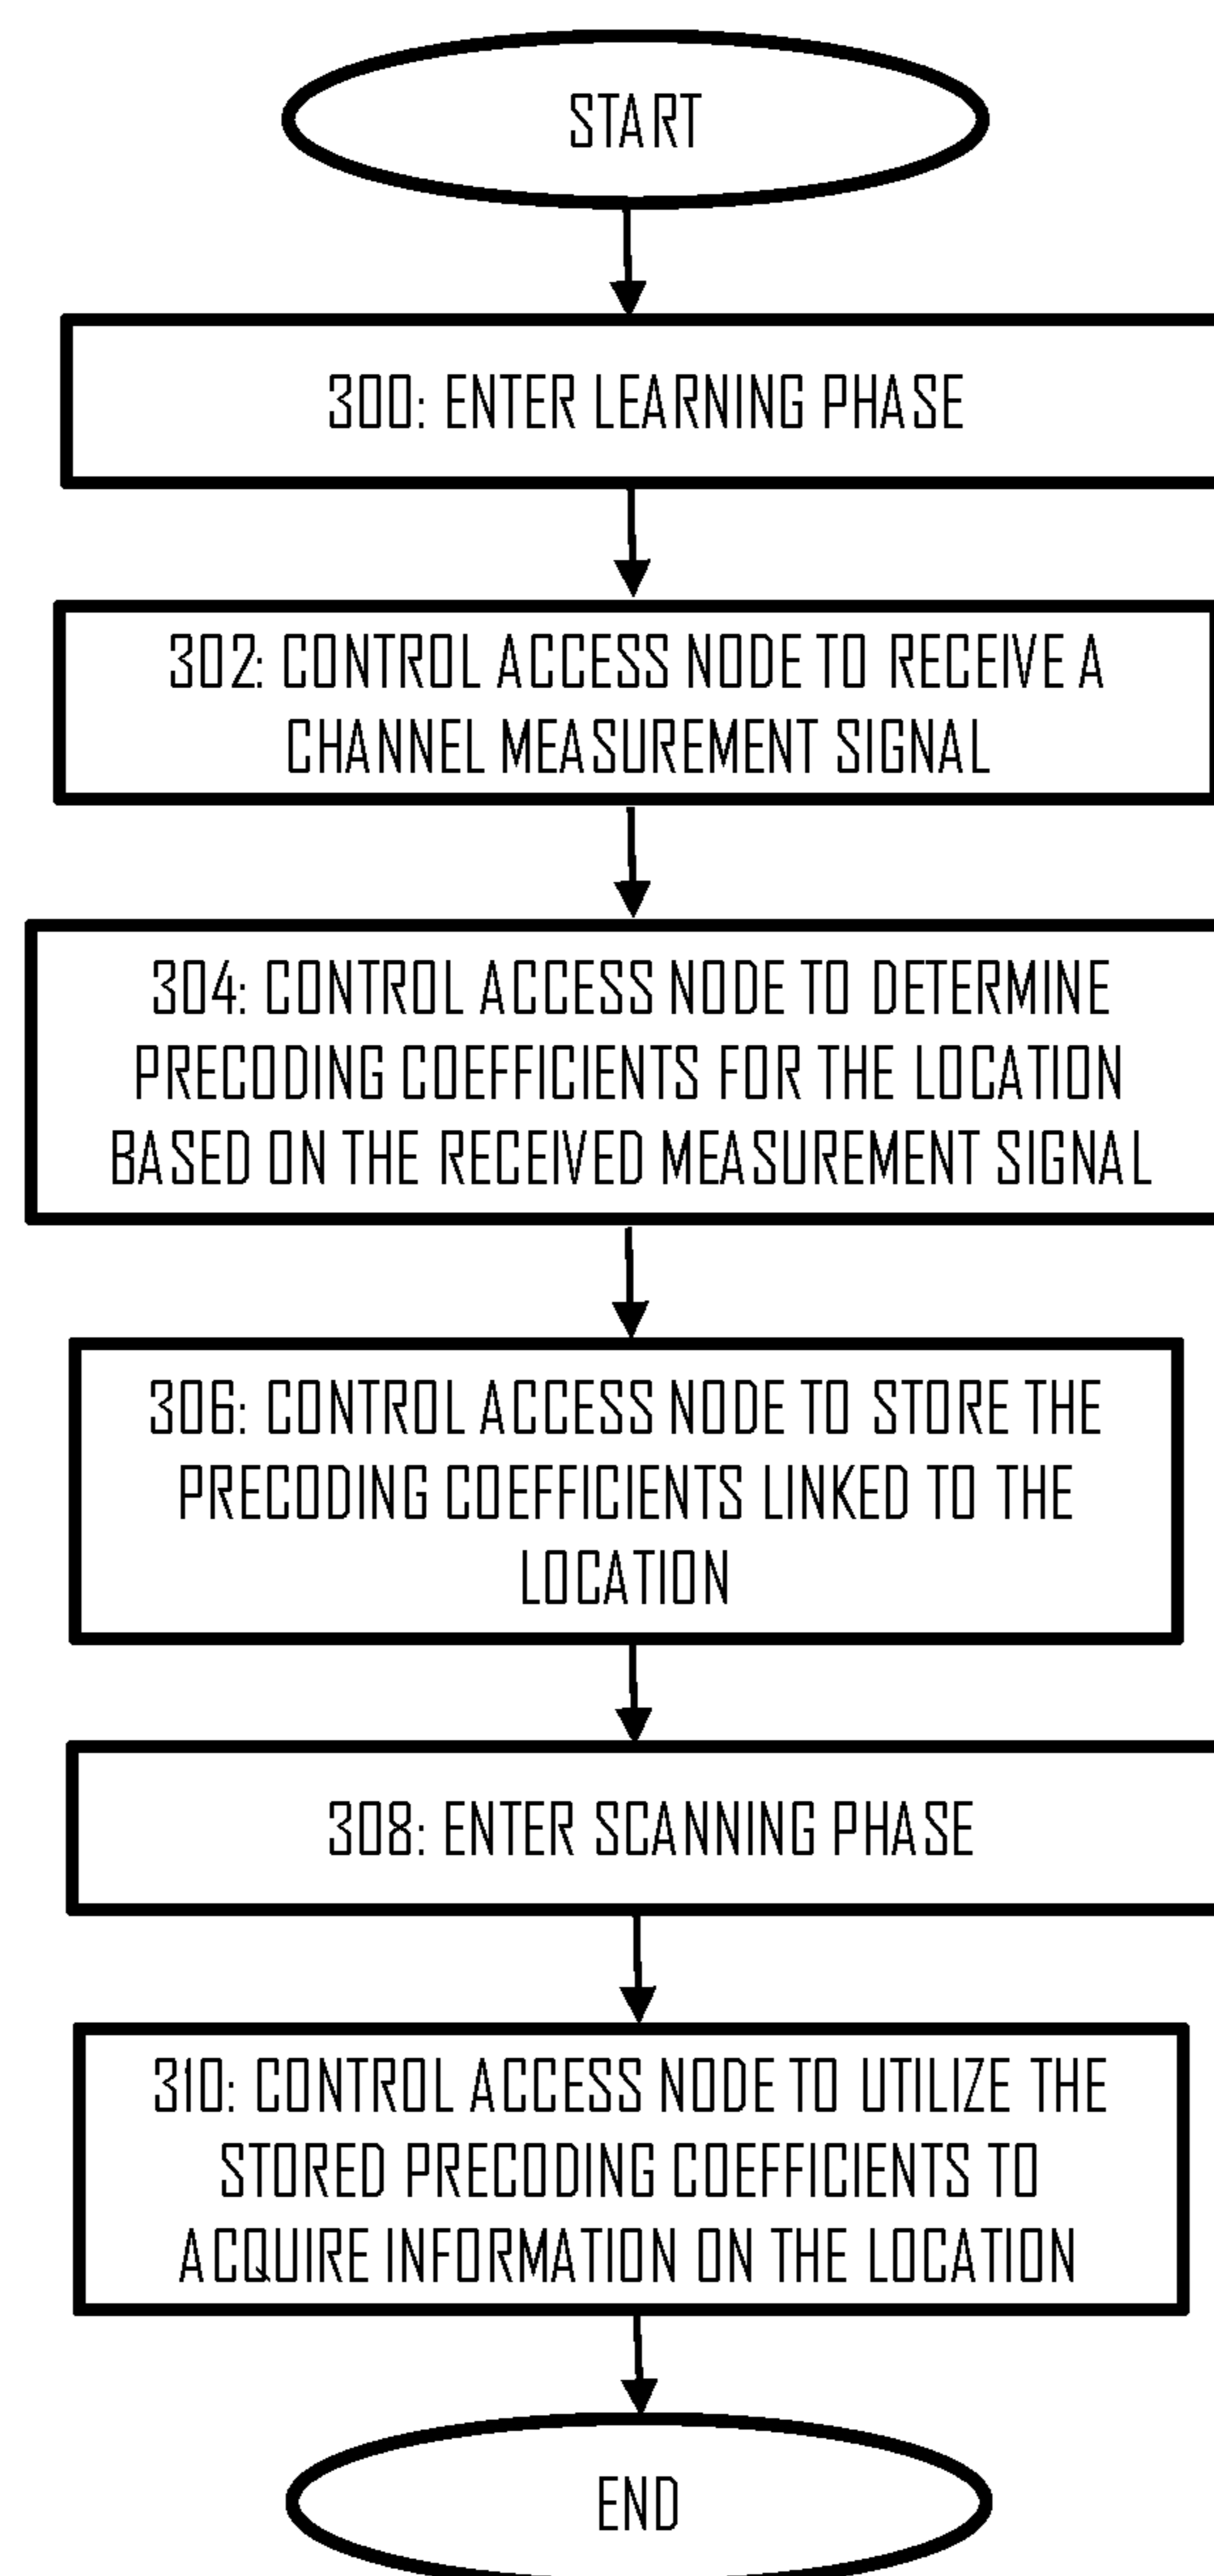 START
300: ENTER LEARNING PHASE
302: CONTROL ACCESS NODE TO RECEIVE A
CHANNEL MEASUREMENT SIGNAL
304: CONTROL ACCESS NODE TO DETERMINE
PRECODING COEFFICIENTS FOR THE LOCATION
BASED ON THE RECEIVED MEASUREMENT SIGNAL
306: CONTROL ACCESS NODE TO STORE THE
PRECODING COEFFICIENTS LINKED TO THE
LOCATION
308: ENTER SCANNING PHASE
310: CONTROL ACCESS NODE TO UTILIZE THE
STORED PRECODING COEFFICIENTS TO
ACQUIRE INFORMATION ON THE LOCATION
END